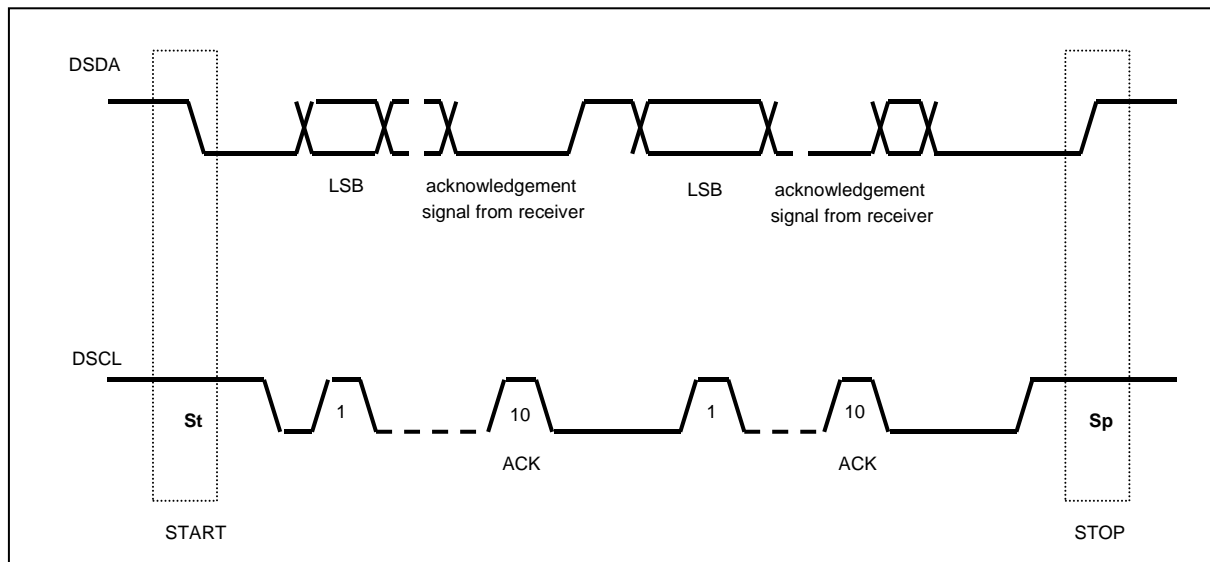 DSDA
LSB
acknowledgement
signal from receiver
LSB
acknowledgement
signal from receiver
DSCL
St
1
10
1
10
Sp
ACK
ACK
START
STOP